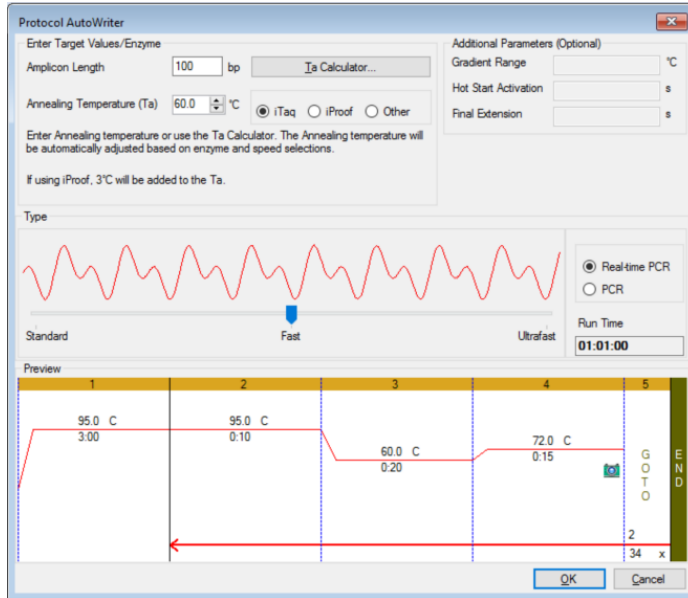 Protocol AutoWriter
Enter Target Values/Enzyme
Amplicon Length 100 bp Ta Calculator...
Annealing Temperature (Ta) 60.0 °C iTaq iProof Other
Enter Annealing temperature or use the Ta Calculator. The Annealing temperature will
be automatically adjusted based on enzyme and speed selections.
If using iProof, 3°C will be added to the Ta.
Additional Parameters (Optional)
Gradient Range °C
Hot Start Activation s
Final Extension s
Type
Standard Fast Ultrafast
Real-time PCR
PCR
Run Time
01:01:00
Preview
1 2 3 4 5
95.0 C
3:00
95.0 C
0:10
60.0 C
0:20
72.0 C
0:15
GOTO
2
34 x
END
OK Cancel